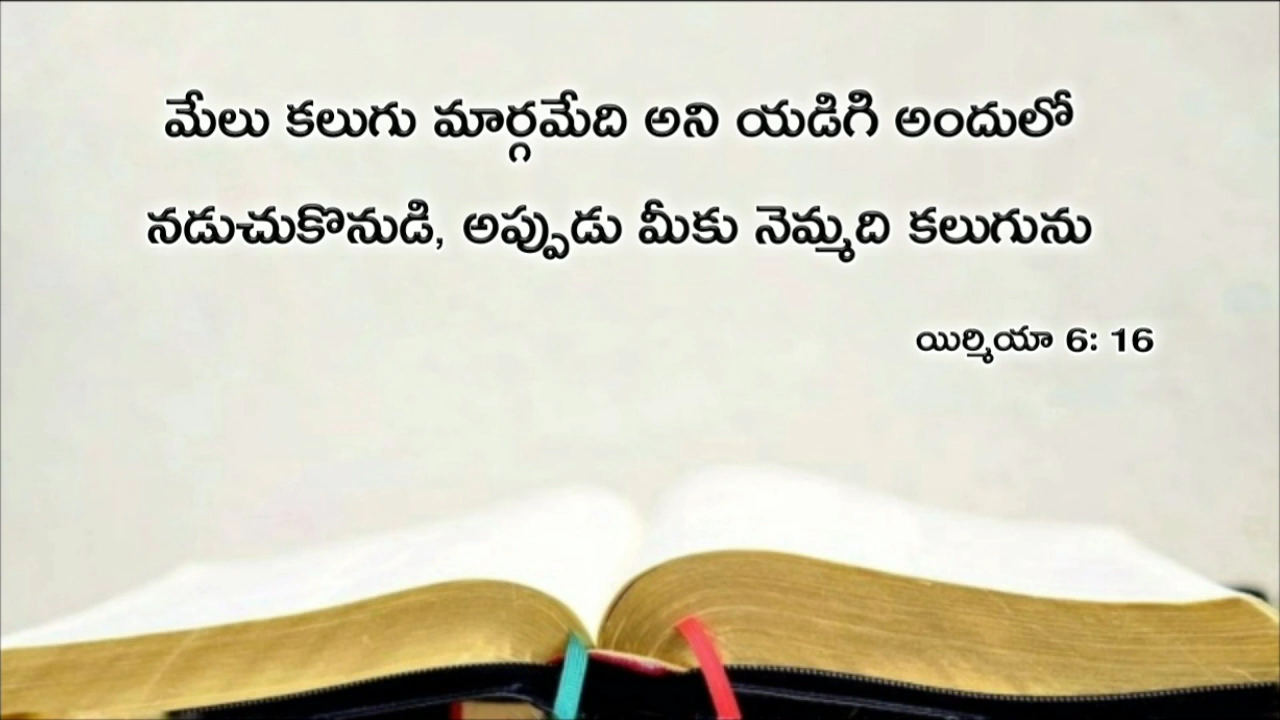 మేలు కలుగు మార్గమేది అని యడిగి అందులో
నడుచుకొనుడి, అప్పుడు మీకు నెమ్మది కలుగును
యిర్మియా 6: 16